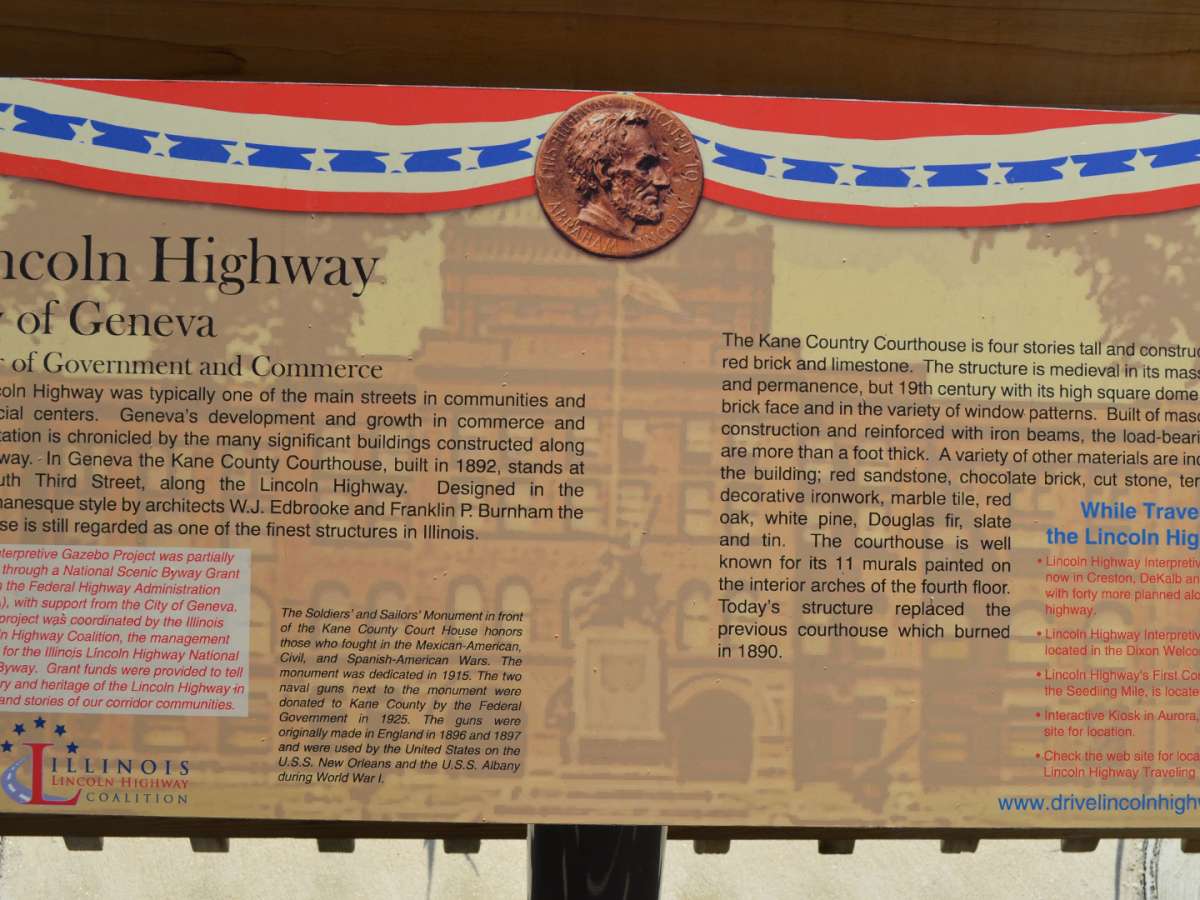 THIS HIGHWAY DEDICATED TO
ABRAHAM LINCOLN
ncoln Highway
y of Geneva
r of Government and Commerce
coln Highway was typically one of the main streets in communities and
cial centers. Geneva's development and growth in commerce and
tation is chronicled by the many significant buildings constructed along
way. In Geneva the Kane County Courthouse, built in 1892, stands at
uth Third Street, along the Lincoln Highway. Designed in the
manesque style by architects W.J. Edbrooke and Franklin P. Burnham the
se is still regarded as one of the finest structures in Illinois.
nterpretive Gazebo Project was partially
through a National Scenic Byway Grant
n the Federal Highway Administration
), with support from the City of Geneva.
project was coordinated by the Illinois
n Highway Coalition, the management
for the Illinois Lincoln Highway National
Byway. Grant funds were provided to tell
ry and heritage of the Lincoln Highway in
and stories of our corridor communities.
ILLINOIS
LINCOLN HIGHWAY
COALITION
The Soldiers' and Sailors' Monument in front
of the Kane County Court House honors
those who fought in the Mexican-American,
Civil, and Spanish-American Wars. The
monument was dedicated in 1915. The two
naval guns next to the monument were
donated to Kane County by the Federal
Government in 1925. The guns were
originally made in England in 1896 and 1897
and were used by the United States on the
U.S.S. New Orleans and the U.S.S. Albany
during World War I.
The Kane Country Courthouse is four stories tall and construc
red brick and limestone. The structure is medieval in its mass
and permanence, but 19th century with its high square dome
brick face and in the variety of window patterns. Built of maso
construction and reinforced with iron beams, the load-beari
are more than a foot thick. A variety of other materials are inc
the building; red sandstone, chocolate brick, cut stone, ter
decorative ironwork, marble tile, red
oak, white pine, Douglas fir, slate
and tin. The courthouse is well
known for its 11 murals painted on
the interior arches of the fourth floor.
Today's structure replaced the
previous courthouse which burned
in 1890.
While Trave
the Lincoln Hig
• Lincoln Highway Interpretiv
now in Creston, DeKalb an
with forty more planned alo
highway.
• Lincoln Highway Interpretiv
located in the Dixon Welco
• Lincoln Highway's First Co
the Seedling Mile, is locate
• Interactive Kiosk in Aurora,
site for location.
• Check the web site for loca
Lincoln Highway Traveling
www.drivelincolnhighw